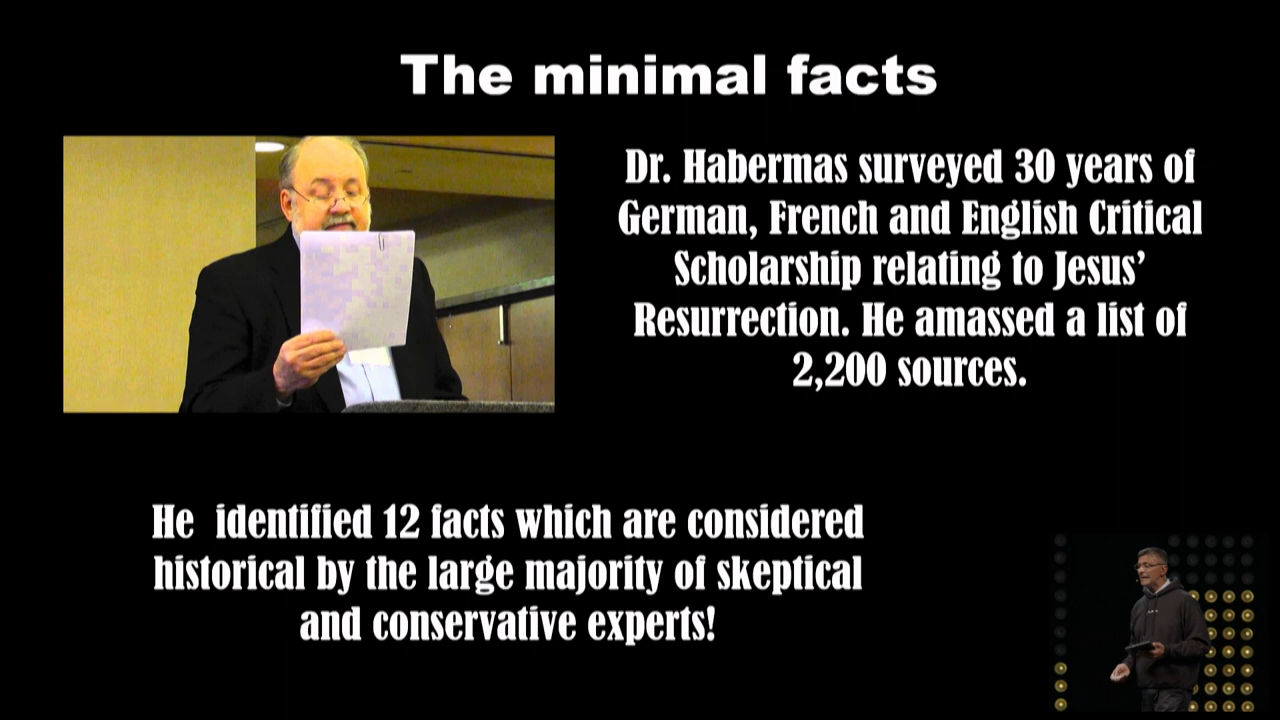 The minimal facts
Dr. Habermas surveyed 30 years of
German, French and English Critical
Scholarship relating to Jesus’
Resurrection. He amassed a list of
2,200 sources.
He identified 12 facts which are considered
historical by the large majority of skeptical
and conservative experts!